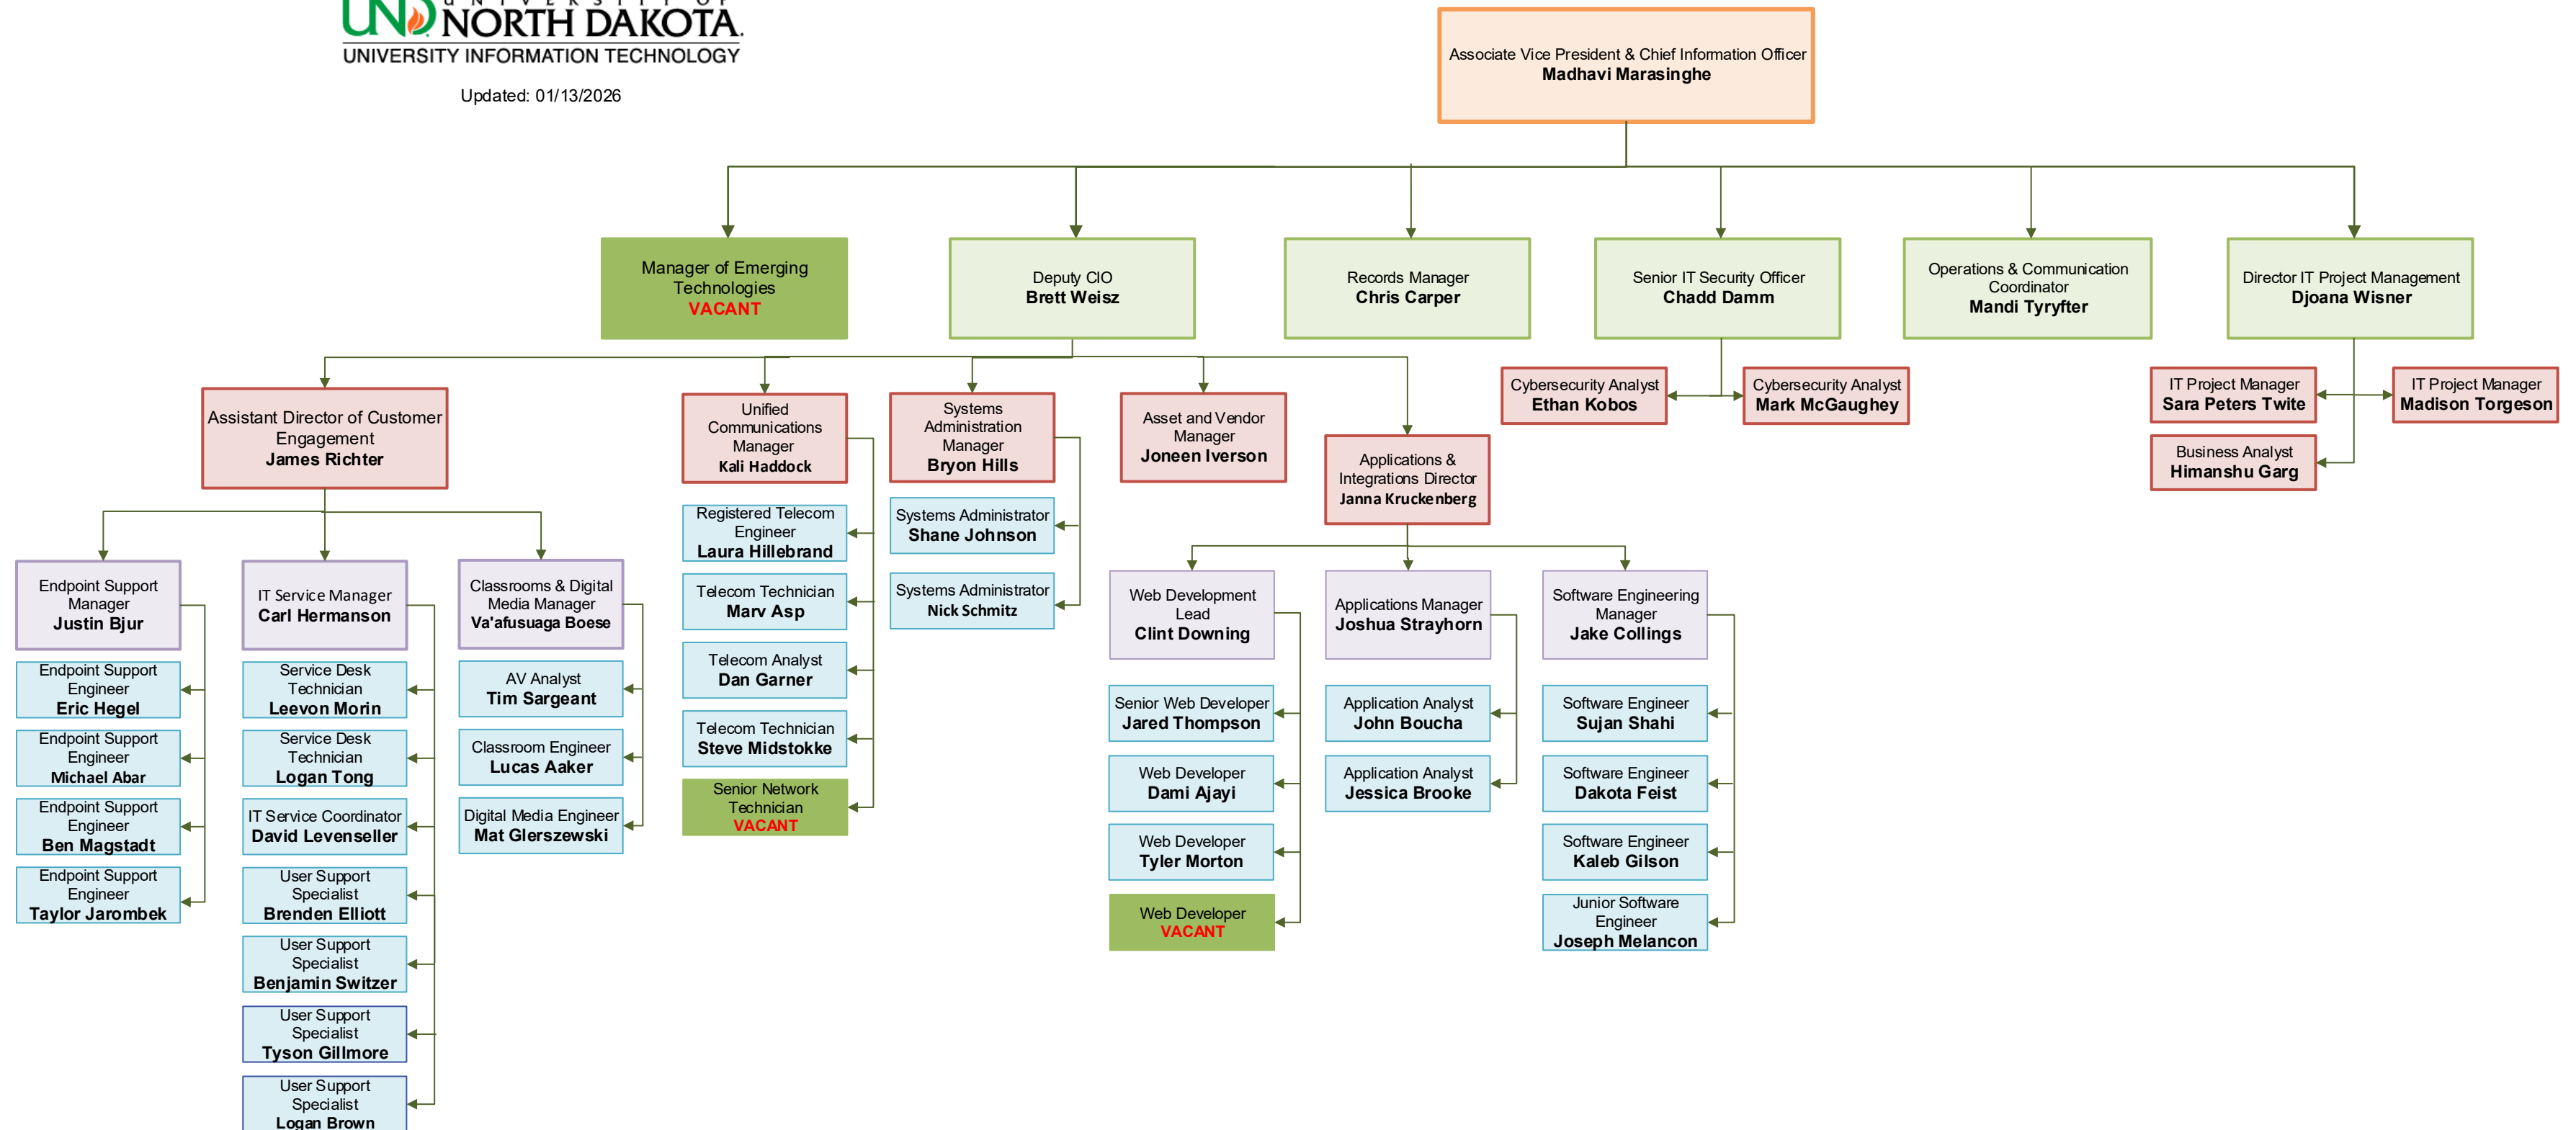 UNIVERSITY OF
UND NORTH DAKOTA.
UNIVERSITY INFORMATION TECHNOLOGY
Updated: 01/13/2026
Associate Vice President & Chief Information Officer
Madhavi Marasinghe
Manager of Emerging
Technologies
VACANT
Deputy CIO
Brett Weisz
Records Manager
Chris Carper
Senior IT Security Officer
Chadd Damm
Operations & Communication
Coordinator
Mandi Tyryfter
Director IT Project Management
Djoana Wisner
Assistant Director of Customer
Engagement
James Richter
Unified
Communications
Manager
Kali Haddock
Systems
Administration
Manager
Bryon Hills
Asset and Vendor
Manager
Joneen Iverson
Applications &
Integrations Director
Janna Kruckenberg
Cybersecurity Analyst
Ethan Kobos
Cybersecurity Analyst
Mark McGaughey
IT Project Manager
Sara Peters Twite
IT Project Manager
Madison Torgeson
Business Analyst
Himanshu Garg
Endpoint Support
Manager
Justin Bjur
Endpoint Support
Engineer
Eric Hegel
Endpoint Support
Engineer
Michael Abar
Endpoint Support
Engineer
Ben Magstadt
Endpoint Support
Engineer
Taylor Jarombek
IT Service Manager
Carl Hermanson
Service Desk
Technician
Leevon Morin
Service Desk
Technician
Logan Tong
IT Service Coordinator
David Levenseller
User Support
Specialist
Brenden Elliott
User Support
Specialist
Benjamin Switzer
User Support
Specialist
Tyson Gillmore
User Support
Specialist
Logan Brown
Classrooms & Digital
Media Manager
Va'afusuaga Boese
AV Analyst
Tim Sargeant
Classroom Engineer
Lucas Aaker
Digital Media Engineer
Mat Glerszewski
Registered Telecom
Engineer
Laura Hillebrand
Telecom Technician
Marv Asp
Telecom Analyst
Dan Garner
Telecom Technician
Steve Midstokke
Senior Network
Technician
VACANT
Systems Administrator
Shane Johnson
Systems Administrator
Nick Schmitz
Web Development
Lead
Clint Downing
Senior Web Developer
Jared Thompson
Web Developer
Dami Ajayi
Web Developer
Tyler Morton
Web Developer
VACANT
Applications Manager
Joshua Strayhorn
Application Analyst
John Boucha
Application Analyst
Jessica Brooke
Software Engineering
Manager
Jake Collings
Software Engineer
Sujan Shahi
Software Engineer
Dakota Feist
Software Engineer
Kaleb Gilson
Junior Software
Engineer
Joseph Melancon